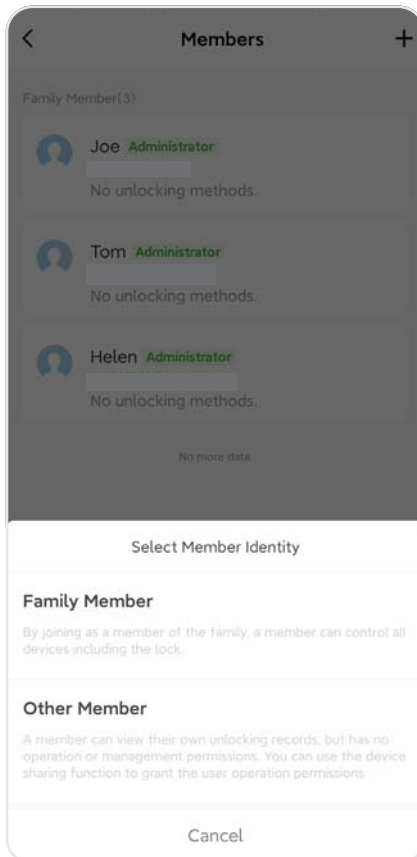 Members
Family Member(3)
Joe Administrator
No unlocking methods.
Tom Administrator
No unlocking methods.
Helen Administrator
No unlocking methods.
No more data
Select Member Identity
Family Member
By joining as a member of the family, a member can control all
devices including the lock.
Other Member
A member can view their own unlocking records, but has no
operation or management permissions. You can use the device
sharing function to grant the user operation permissions.
Cancel